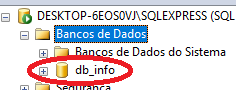 DESKTOP-6EOS0VJ\SQLEXPRESS (SQL
Bancos de Dados
Bancos de Dados do Sistema
db_info
Segurança